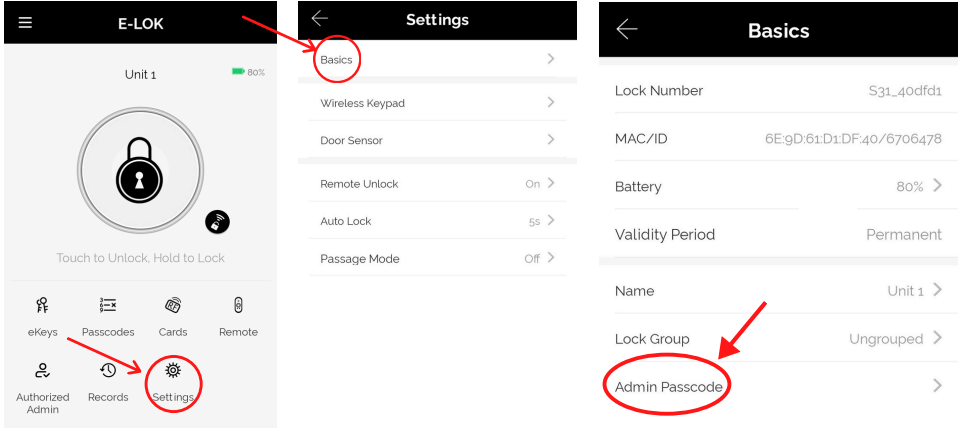 E-LOK
Unit 1
80%
Touch to Unlock, Hold to Lock
eKeys Passcodes Cards Remote
Authorized Admin Records Settings
Settings
Basics
Wireless Keypad
Door Sensor
Remote Unlock On
Auto Lock 5s
Passage Mode Off
Basics
Lock Number S31_40dfd1
MAC/ID 6E:9D:61:D1:DF:40/6706478
Battery 80%
Validity Period Permanent
Name Unit 1
Lock Group Ungrouped
Admin Passcode